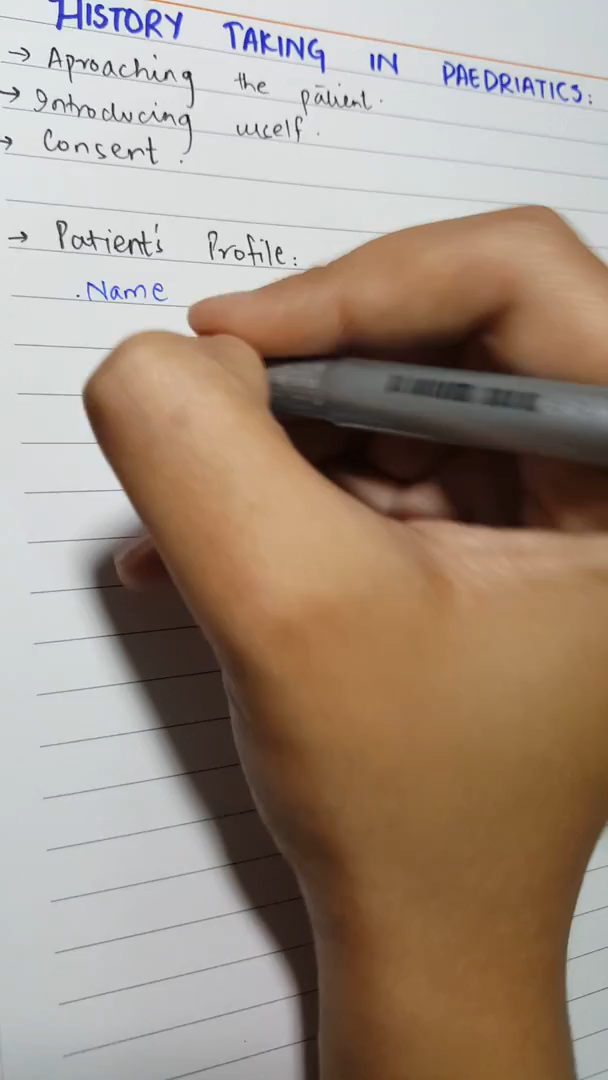 HISTORY TAKING IN PAEDRIATICS:
→ Aproaching the patient.
→ Introducing urself.
→ Consent.
→ Patient's Profile:
. Name